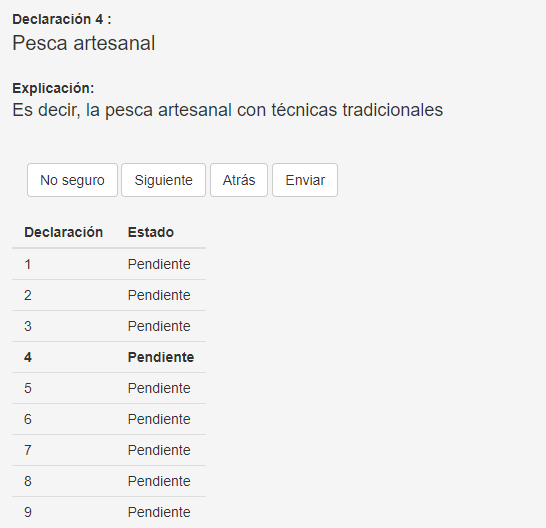 Declaración 4 :
Pesca artesanal
Explicación:
Es decir, la pesca artesanal con técnicas tradicionales
No seguro Siguiente Atrás Enviar
Declaración Estado
1 Pendiente
2 Pendiente
3 Pendiente
4 Pendiente
5 Pendiente
6 Pendiente
7 Pendiente
8 Pendiente
9 Pendiente